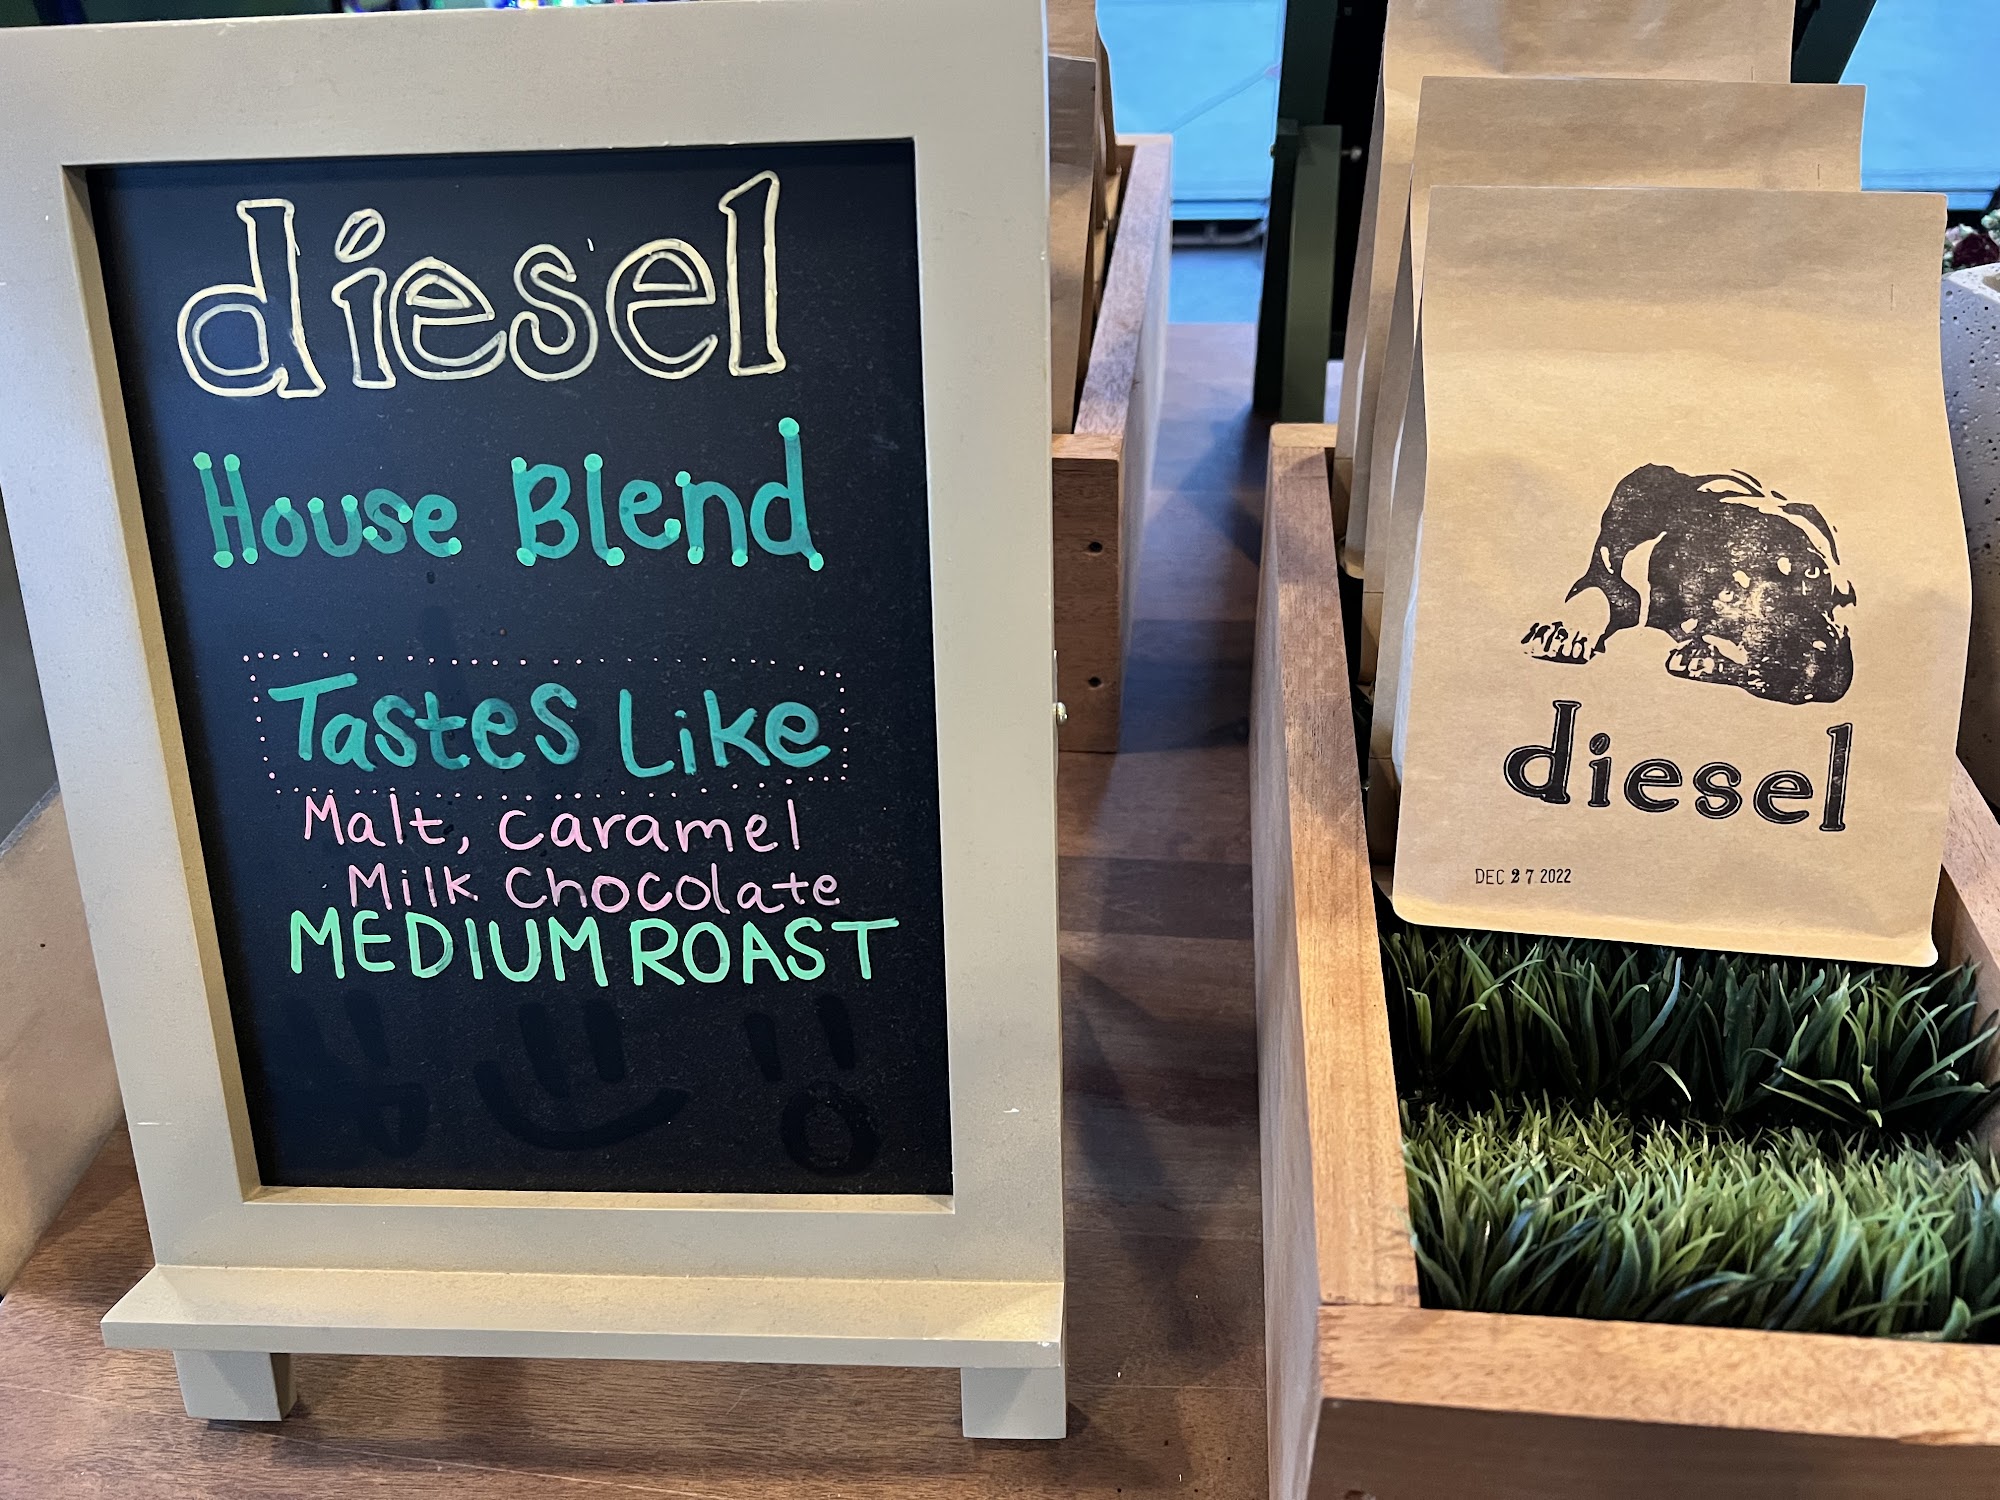 diesel
House Blend
Tastes Like
Malt, Caramel
Milk Chocolate
MEDIUM ROAST
diesel
DEC 27 2022